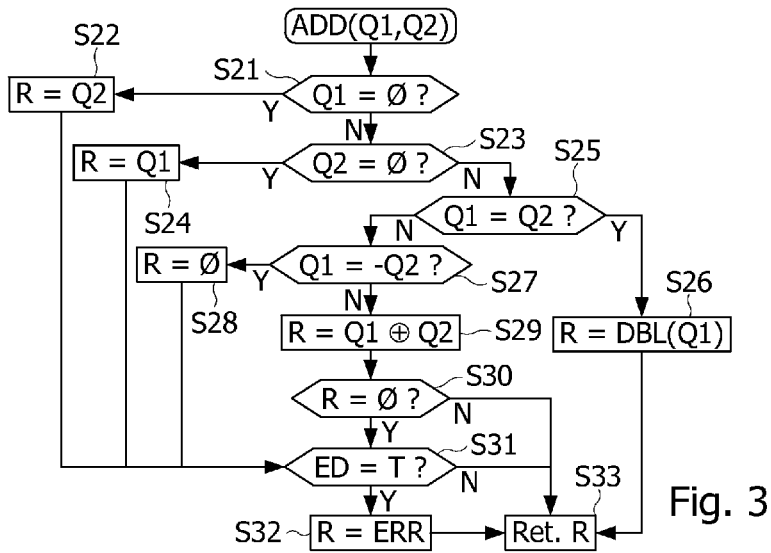 ADD(Q1,Q2)
S22
S21
R = Q2
Y
Q1 = Ø ?
N
S23
R = Q1
Y
Q2 = Ø ?
N
S25
S24
Q1 = Q2 ?
N
Y
R = Ø
Y
Q1 = -Q2 ?
S27
S26
S28
N
R = Q1 ⊕ Q2
S29
R = DBL(Q1)
S30
R = Ø ?
N
Y
S31
ED = T ?
N
S33
Y
S32
R = ERR
Ret. R
Fig. 3